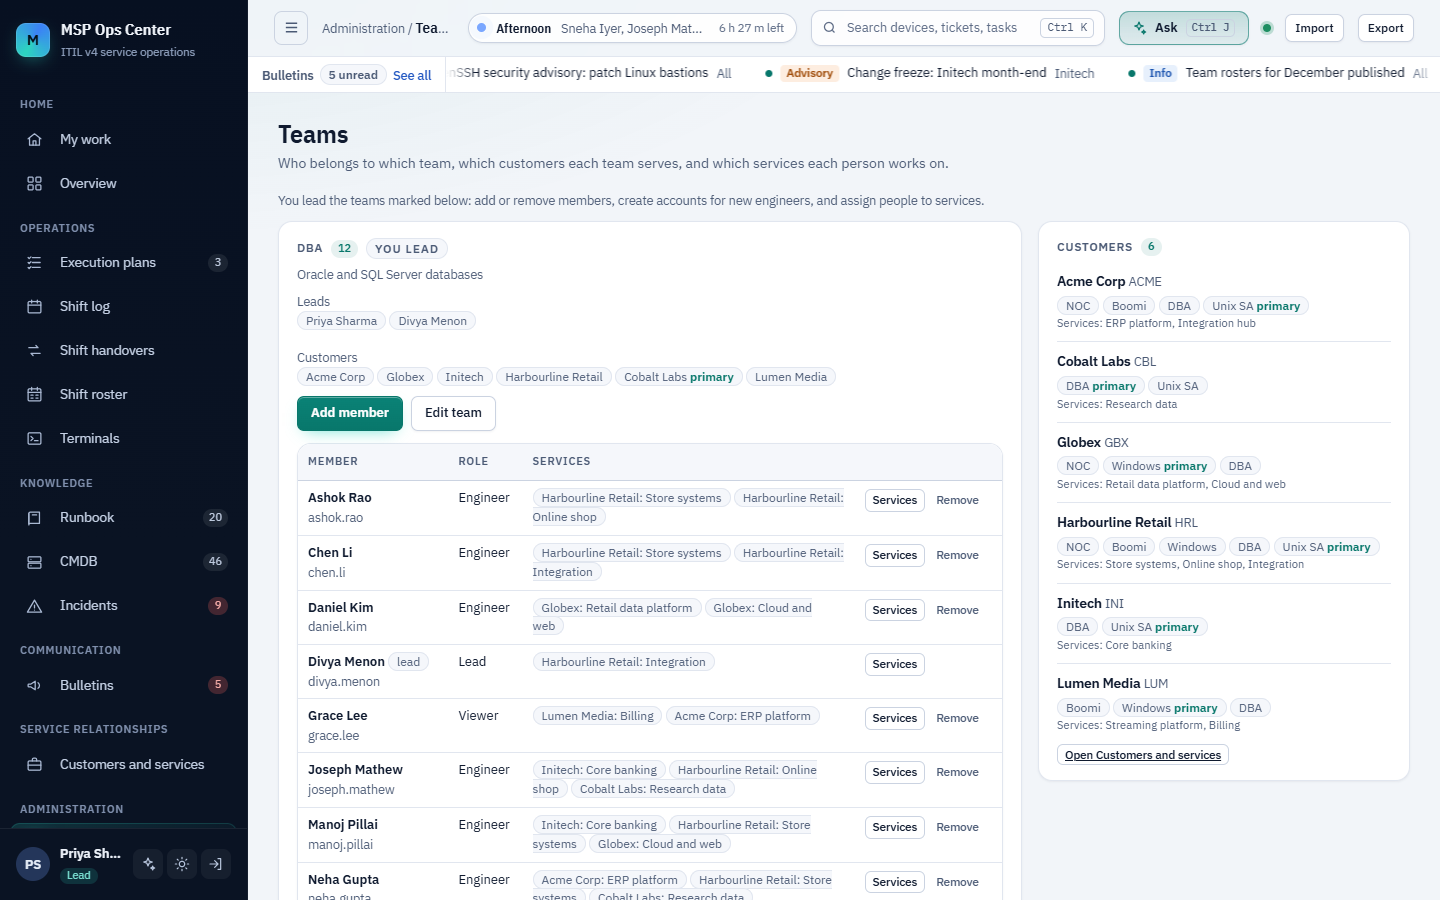 M
MSP Ops Center
ITIL v4 service operations
HOME
My work
Overview
OPERATIONS
Execution plans 3
Shift log
Shift handovers
Shift roster
Terminals
KNOWLEDGE
Runbook 20
CMDB 46
Incidents 9
COMMUNICATION
Bulletins 5
SERVICE RELATIONSHIPS
Customers and services
ADMINISTRATION
PS
Priya Sh...
Lead
Administration / Tea...
Afternoon Sneha Iyer, Joseph Mat... 6 h 27 m left
Search devices, tickets, tasks Ctrl K
Ask Ctrl J
Import
Export
Bulletins 5 unread See all
nSSH security advisory: patch Linux bastions All
Advisory Change freeze: Initech month-end Initech
Info Team rosters for December published All
Teams
Who belongs to which team, which customers each team serves, and which services each person works on.
You lead the teams marked below: add or remove members, create accounts for new engineers, and assign people to services.
DBA 12 YOU LEAD
Oracle and SQL Server databases
Leads
Priya Sharma Divya Menon
Customers
Acme Corp Globex Initech Harbourline Retail Cobalt Labs primary Lumen Media
Add member Edit team
MEMBER ROLE SERVICES
Ashok Rao Engineer Harbourline Retail: Store systems Harbourline Retail: Services Remove
ashok.rao Online shop
Chen Li Engineer Harbourline Retail: Store systems Harbourline Retail: Services Remove
chen.li Integration
Daniel Kim Engineer Globex: Retail data platform Globex: Cloud and Services Remove
daniel.kim web
Divya Menon lead Lead Harbourline Retail: Integration Services
divya.menon
Grace Lee Viewer Lumen Media: Billing Acme Corp: ERP platform Services Remove
grace.lee
Joseph Mathew Engineer Initech: Core banking Harbourline Retail: Online Services Remove
joseph.mathew shop Cobalt Labs: Research data
Manoj Pillai Engineer Initech: Core banking Harbourline Retail: Store Services Remove
manoj.pillai systems Globex: Cloud and web
Neha Gupta Engineer Acme Corp: ERP platform Harbourline Retail: Store Services Remove
neha.gupta systems Cobalt Labs: Research data
CUSTOMERS 6
Acme Corp ACME
NOC Boomi DBA Unix SA primary
Services: ERP platform, Integration hub
Cobalt Labs CBL
DBA primary Unix SA
Services: Research data
Globex GBX
NOC Windows primary DBA
Services: Retail data platform, Cloud and web
Harbourline Retail HRL
NOC Boomi Windows DBA Unix SA primary
Services: Store systems, Online shop, Integration
Initech INI
DBA Unix SA primary
Services: Core banking
Lumen Media LUM
Boomi Windows primary DBA
Services: Streaming platform, Billing
Open Customers and services